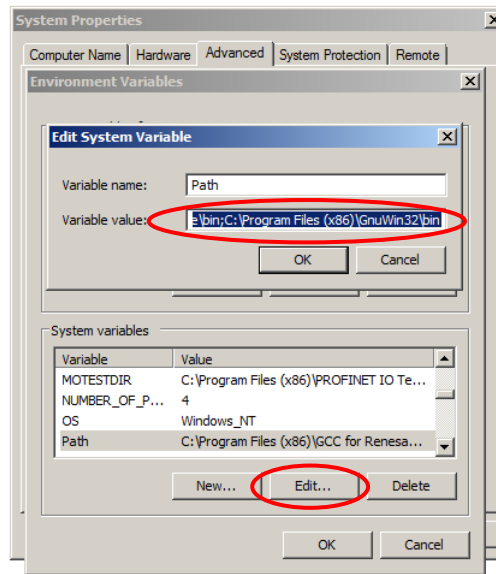 System Properties
Computer Name Hardware Advanced System Protection Remote
Environment Variables
Edit System Variable
Variable name: Path
Variable value: e\bin;C:\Program Files (x86)\GnuWin32\bin
OK Cancel
System variables
Variable Value
MOTESTDIR C:\Program Files (x86)\PROFINET IO Te...
NUMBER_OF_P... 4
OS Windows_NT
Path C:\Program Files (x86)\GCC for Renesa...
New... Edit... Delete
OK Cancel